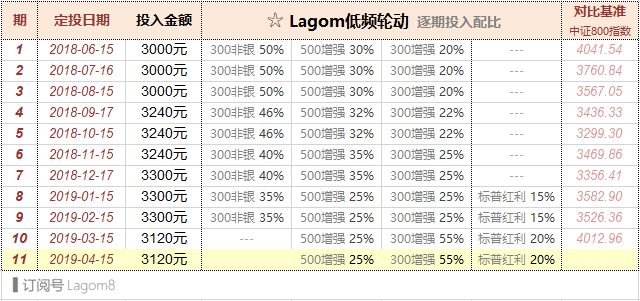 期 定投日期 投入金额 ☆ Lagom低频轮动 逐期投入配比 对比基准
中证800指数
1 2018-06-15 3000元 300非银 50% 500增强 30% 300增强 20% --- 4041.54
2 2018-07-16 3000元 300非银 50% 500增强 30% 300增强 20% --- 3760.84
3 2018-08-15 3000元 300非银 50% 500增强 30% 300增强 20% --- 3567.05
4 2018-09-17 3240元 300非银 46% 500增强 32% 300增强 22% --- 3436.33
5 2018-10-15 3240元 300非银 46% 500增强 32% 300增强 22% --- 3299.30
6 2018-11-15 3240元 300非银 40% 500增强 35% 300增强 25% --- 3469.86
7 2018-12-17 3300元 300非银 40% 500增强 35% 300增强 25% --- 3356.41
8 2019-01-15 3300元 300非银 35% 500增强 25% 300增强 25% 标普红利 15% 3582.90
9 2019-02-15 3300元 300非银 35% 500增强 25% 300增强 25% 标普红利 15% 3526.36
10 2019-03-15 3120元 --- 500增强 25% 300增强 55% 标普红利 20% 4012.96
11 2019-04-15 3120元 500增强 25% 300增强 55% 标普红利 20%
订阅号 Lagom8